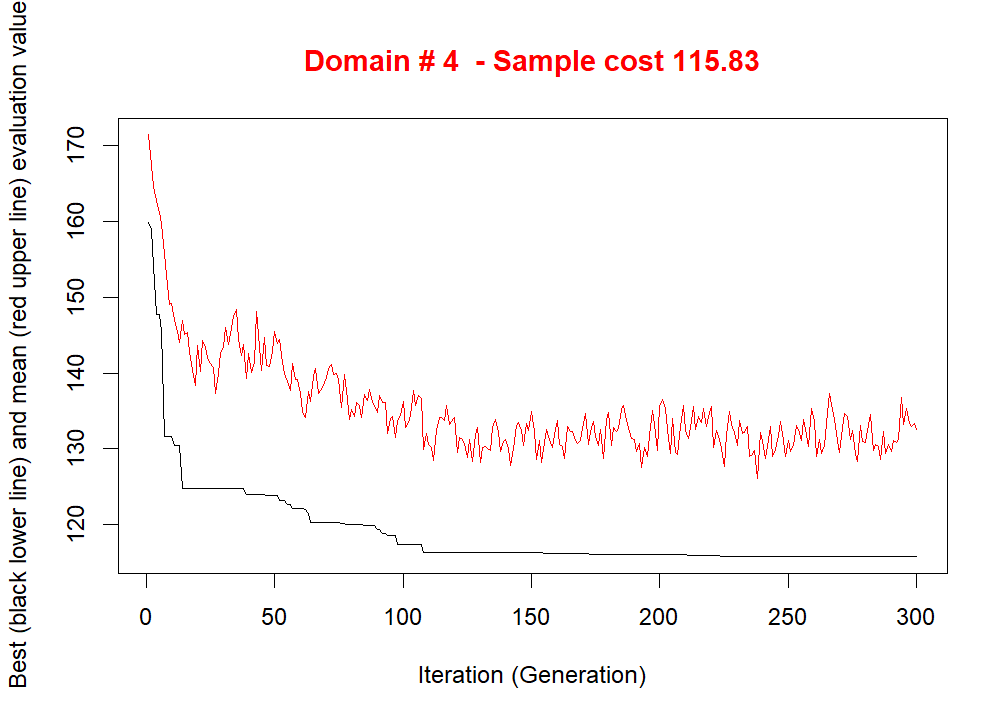 Domain # 4  - Sample cost 115.83
Best (black lower line) and mean (red upper line) evaluation value
170
160
150
140
130
120
0 50 100 150 200 250 300
Iteration (Generation)